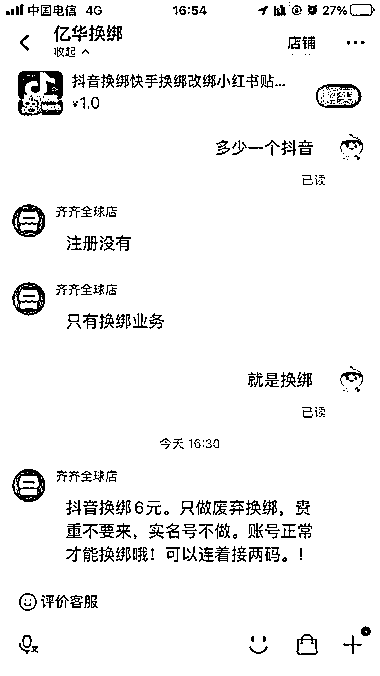 中国电信 4G 16:54 27%
亿华换绑
收起
店铺
抖音换绑快手换绑改绑小红书贴...
¥1.0
多少一个抖音
已读
齐齐全球店
注册没有
齐齐全球店
只有换绑业务
就是换绑
已读
今天 16:30
齐齐全球店
抖音换绑6元。只做废弃换绑，贵
重不要来，实名号不做。账号正常
才能换绑哦！可以连着接两码。！
评价客服